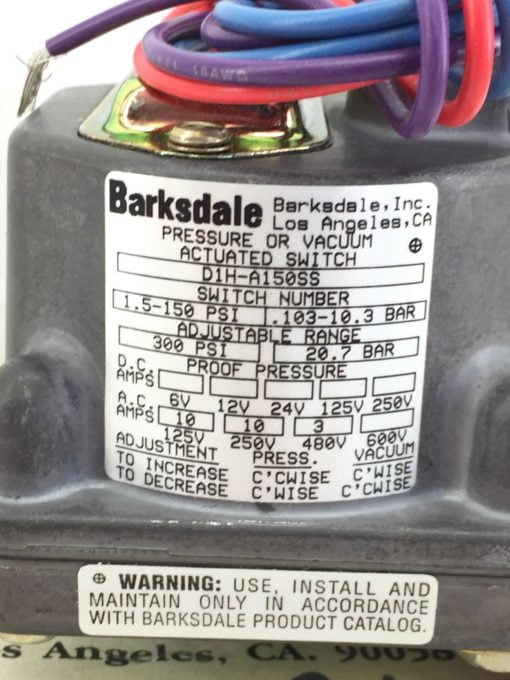 16AWG
Barksdale Barksdale, Inc.
Los Angeles, CA
PRESSURE OR VACUUM
ACTUATED SWITCH
D1H-A150SS
SWITCH NUMBER
1.5-150 PSI .103-10.3 BAR
ADJUSTABLE RANGE
300 PSI 20.7 BAR
PROOF PRESSURE
D.C. AMPS
6V 12V 24V 125V 250V
A.C. AMPS 10 10 3
125V 250V 480V 600V
ADJUSTMENT PRESS. VACUUM
TO INCREASE C'CWISE C'WISE
TO DECREASE C'WISE C'CWISE
WARNING: USE, INSTALL AND
MAINTAIN ONLY IN ACCORDANCE
WITH BARKSDALE PRODUCT CATALOG.
s Angeles, CA. 90058